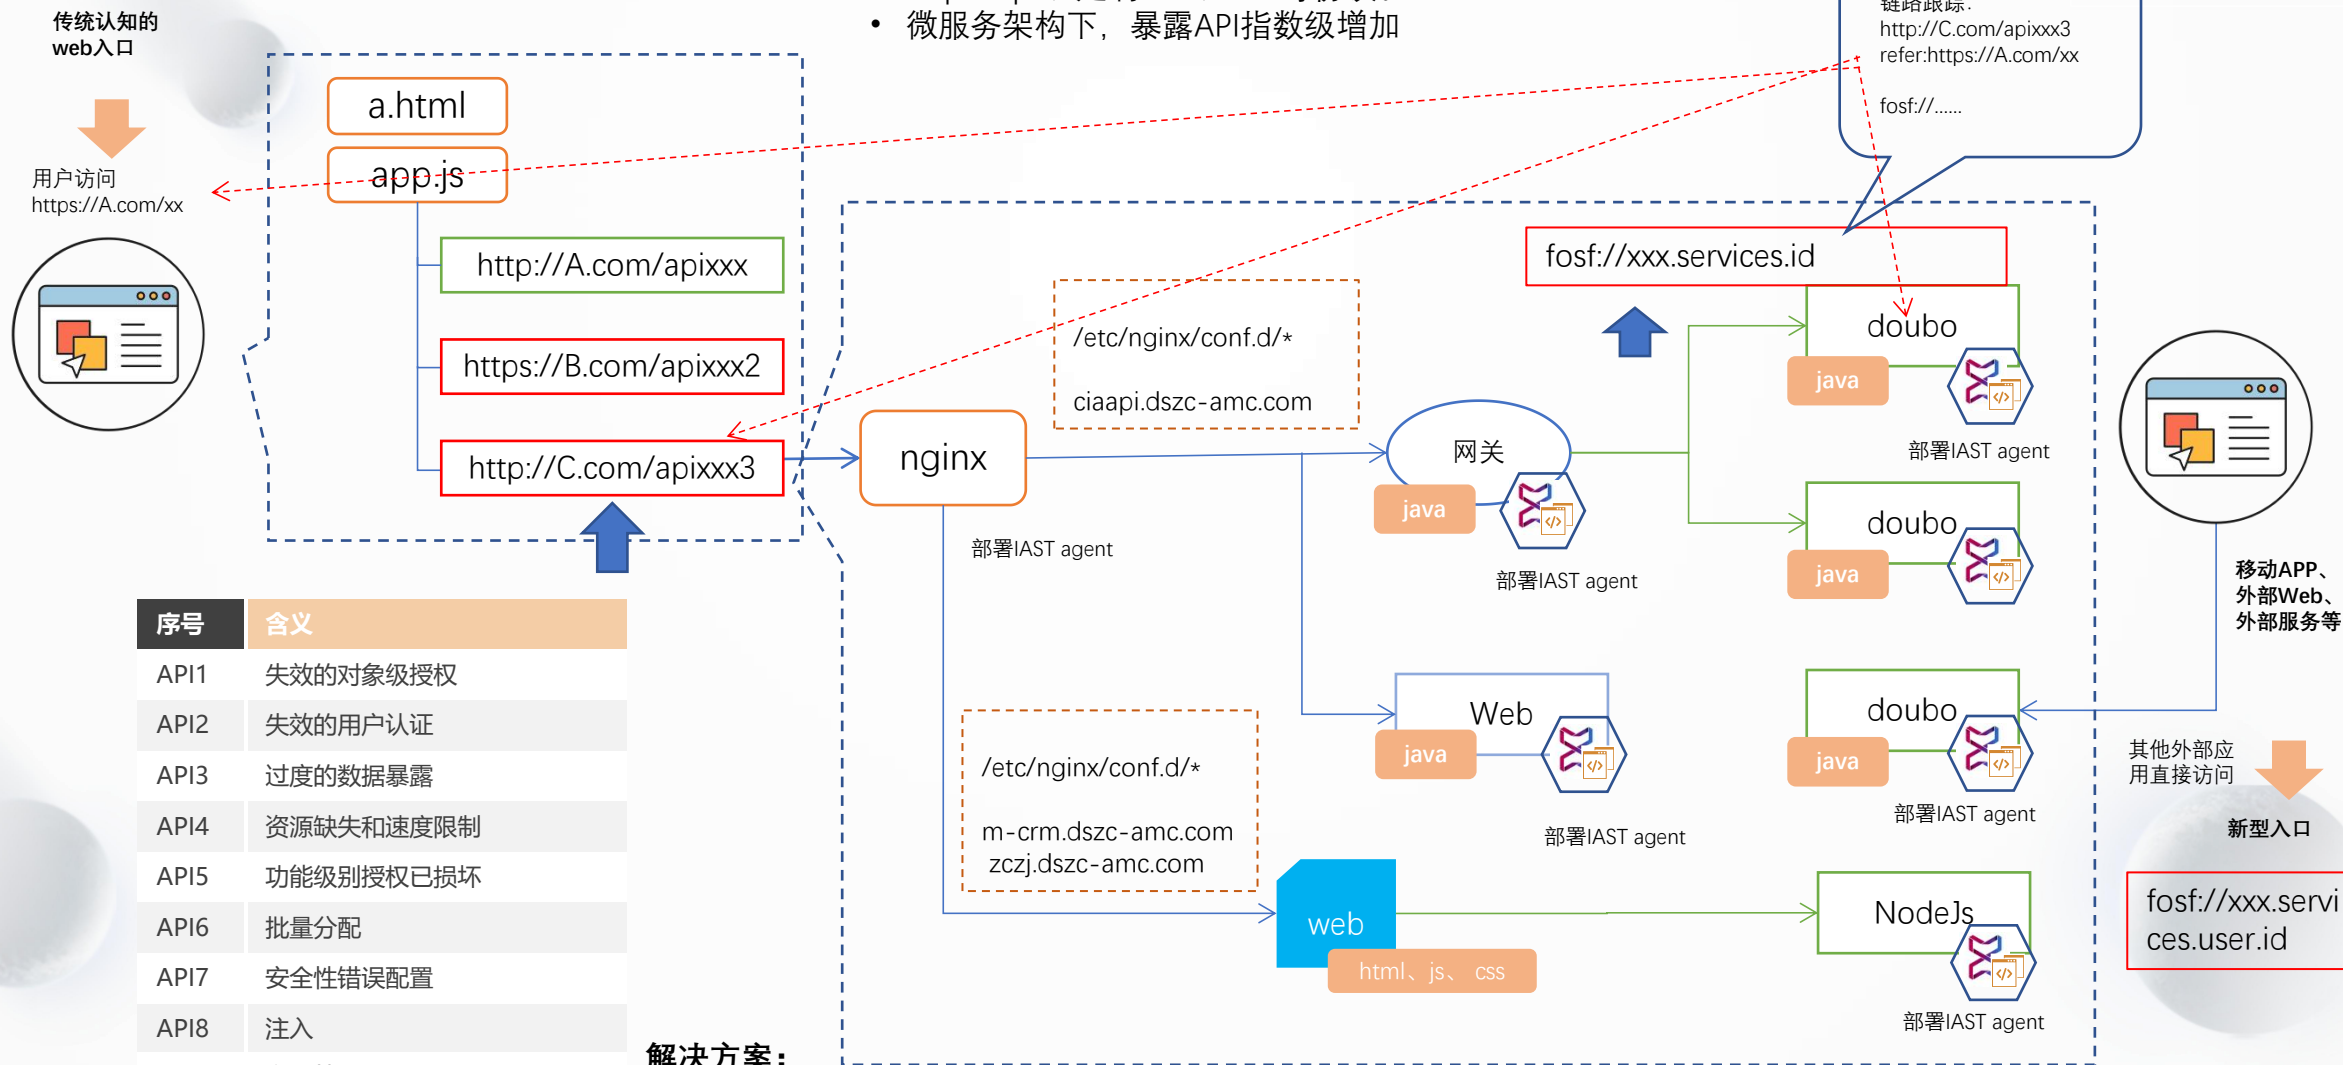 传统认知的
web入口
用户访问
https://A.com/xx
a.html
app.js
http://A.com/apixxx
https://B.com/apixxx2
http://C.com/apixxx3
• 微服务架构下，暴露API指数级增加
链路跟踪：
http://C.com/apixxx3
refer:https://A.com/xx
fosf://......
fosf://xxx.services.id
/etc/nginx/conf.d/*
ciaapi.dszc-amc.com
nginx
部署IAST agent
网关
java
部署IAST agent
doubo
java
部署IAST agent
doubo
java
Web
java
部署IAST agent
doubo
java
部署IAST agent
/etc/nginx/conf.d/*
m-crm.dszc-amc.com
zczj.dszc-amc.com
web
html、js、 css
NodeJs
部署IAST agent
移动APP、
外部Web、
外部服务等
其他外部应
用直接访问
新型入口
fosf://xxx.servi
ces.user.id
序号 含义
API1 失效的对象级授权
API2 失效的用户认证
API3 过度的数据暴露
API4 资源缺失和速度限制
API5 功能级别授权已损坏
API6 批量分配
API7 安全性错误配置
API8 注入
解决方案：